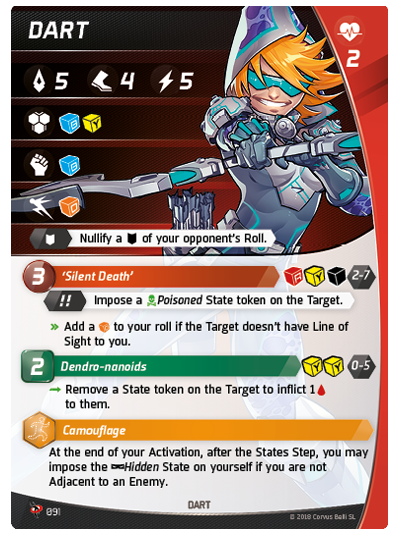 DART
2
5 4 5
B Y
B
O
Nullify a of your opponent's Roll.
3 'Silent Death' R Y 2-7
!! Impose a Poisoned State token on the Target.
» Add a to your roll if the Target doesn't have Line of
Sight to you.
2 Dendro-nanoids Y Y 0-5
→ Remove a State token on the Target to inflict 1
to them.
Camouflage
At the end of your Activation, after the States Step, you may
impose the Hidden State on yourself if you are not
Adjacent to an Enemy.
DART
091
© 2018 Corvus Belli SL